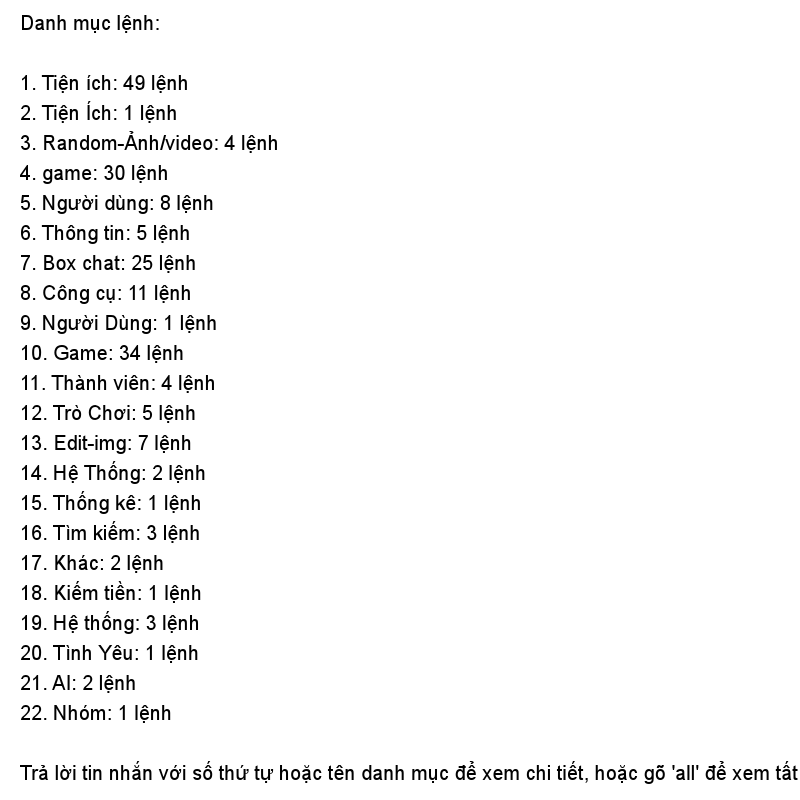 Danh mục lệnh:
1. Tiện ích: 49 lệnh
2. Tiện Ích: 1 lệnh
3. Random-Ảnh/video: 4 lệnh
4. game: 30 lệnh
5. Người dùng: 8 lệnh
6. Thông tin: 5 lệnh
7. Box chat: 25 lệnh
8. Công cụ: 11 lệnh
9. Người Dùng: 1 lệnh
10. Game: 34 lệnh
11. Thành viên: 4 lệnh
12. Trò Chơi: 5 lệnh
13. Edit-img: 7 lệnh
14. Hệ Thống: 2 lệnh
15. Thống kê: 1 lệnh
16. Tìm kiếm: 3 lệnh
17. Khác: 2 lệnh
18. Kiếm tiền: 1 lệnh
19. Hệ thống: 3 lệnh
20. Tình Yêu: 1 lệnh
21. AI: 2 lệnh
22. Nhóm: 1 lệnh
Trả lời tin nhắn với số thứ tự hoặc tên danh mục để xem chi tiết, hoặc gõ 'all' để xem tất